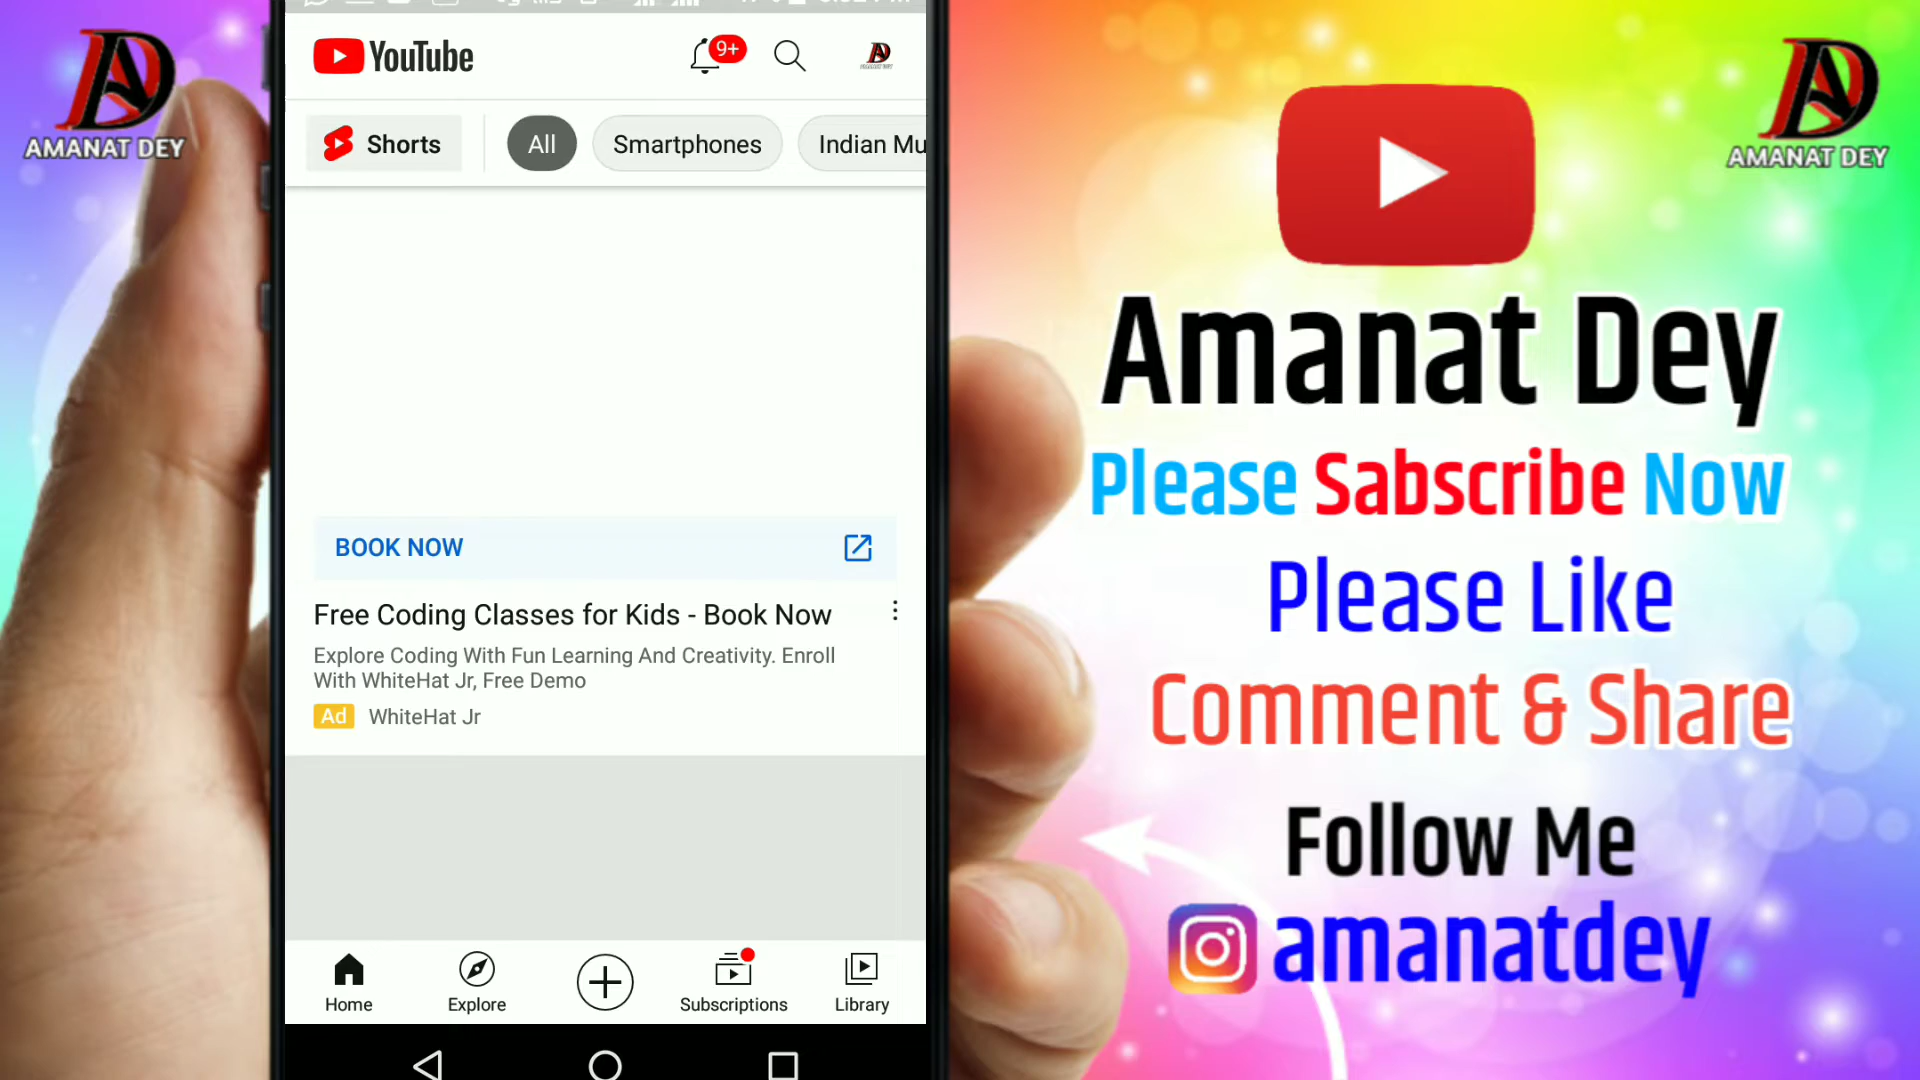 AMANAT DEY
YouTube
9+
Shorts
All
Smartphones
Indian Mu
BOOK NOW
Free Coding Classes for Kids - Book Now
Explore Coding With Fun Learning And Creativity. Enroll
With WhiteHat Jr, Free Demo
Ad WhiteHat Jr
Home
Explore
Subscriptions
Library
AMANAT DEY
Amanat Dey
Please Sabscribe Now
Please Like
Comment & Share
Follow Me
amanatdey